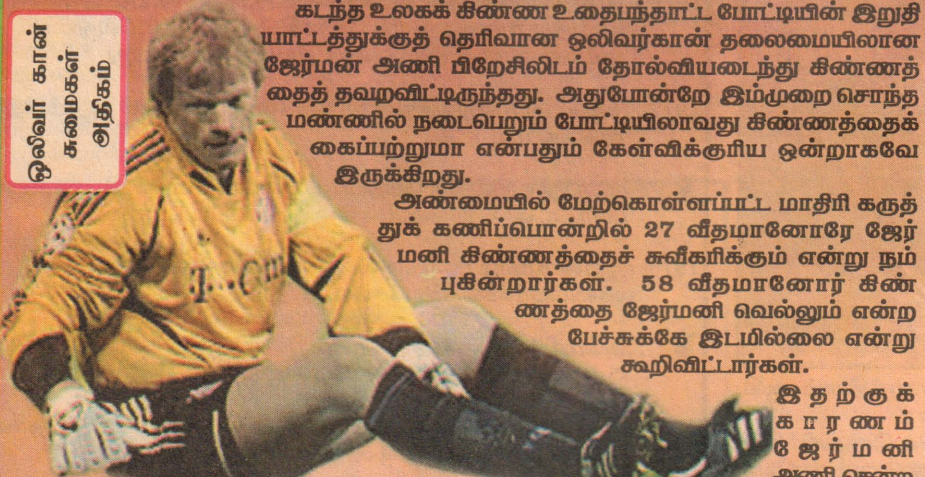 ஒலிவர் கான்
சுமைகள்
அதிகம்
கடந்த உலகக் கிண்ண உதைபந்தாட்ட போட்டியின் இறுதி
யாட்டத்துக்குத் தெரிவான ஒலிவர்கான் தலைமையிலான
ஜேர்மன் அணி பிறேசிலிடம் தோல்வியடைந்து கிண்ணத்
தைத் தவறவிட்டிருந்தது. அதுபோன்றே இம்முறை சொந்த
மண்ணில் நடைபெறும் போட்டியிலாவது கிண்ணத்தைக்
கைப்பற்றுமா என்பதும் கேள்விக்குரிய ஒன்றாகவே
இருக்கிறது.
அண்மையில் மேற்கொள்ளப்பட்ட மாதிரி கருத்
துக் கணிப்பொன்றில் 27 வீதமானோரே ஜேர்
மனி கிண்ணத்தைச் சுவீகரிக்கும் என்று நம்
புகின்றார்கள். 58 வீதமானோர் கிண்
ணத்தை ஜேர்மனி வெல்லும் என்ற
பேச்சுக்கே இடமில்லை என்று
கூறிவிட்டார்கள்.
இதற்குக்
காரணம்
ஜேர்மனி
அணி சென்ற